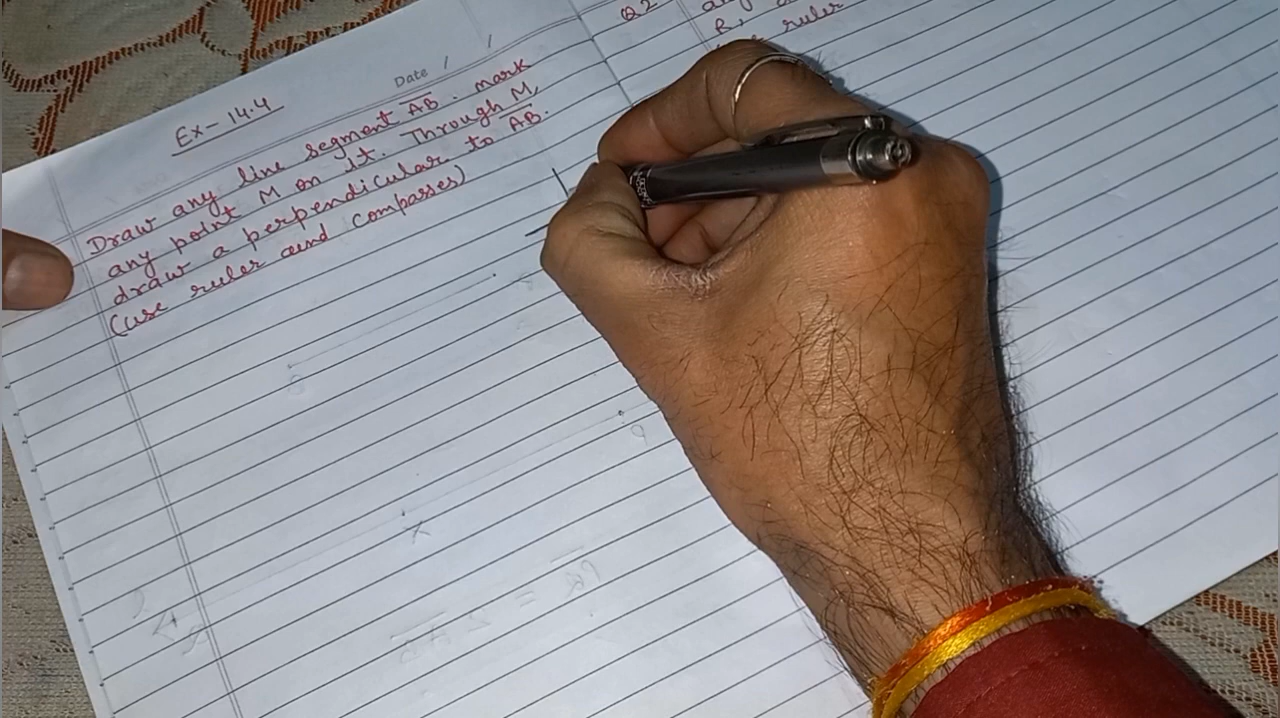 Date / /
Ex-14.4
Draw any line segment AB. mark
any point M on it. Through M,
draw a perpendicular to AB.
(use ruler and compasses)
Q2 any
R,
ruler